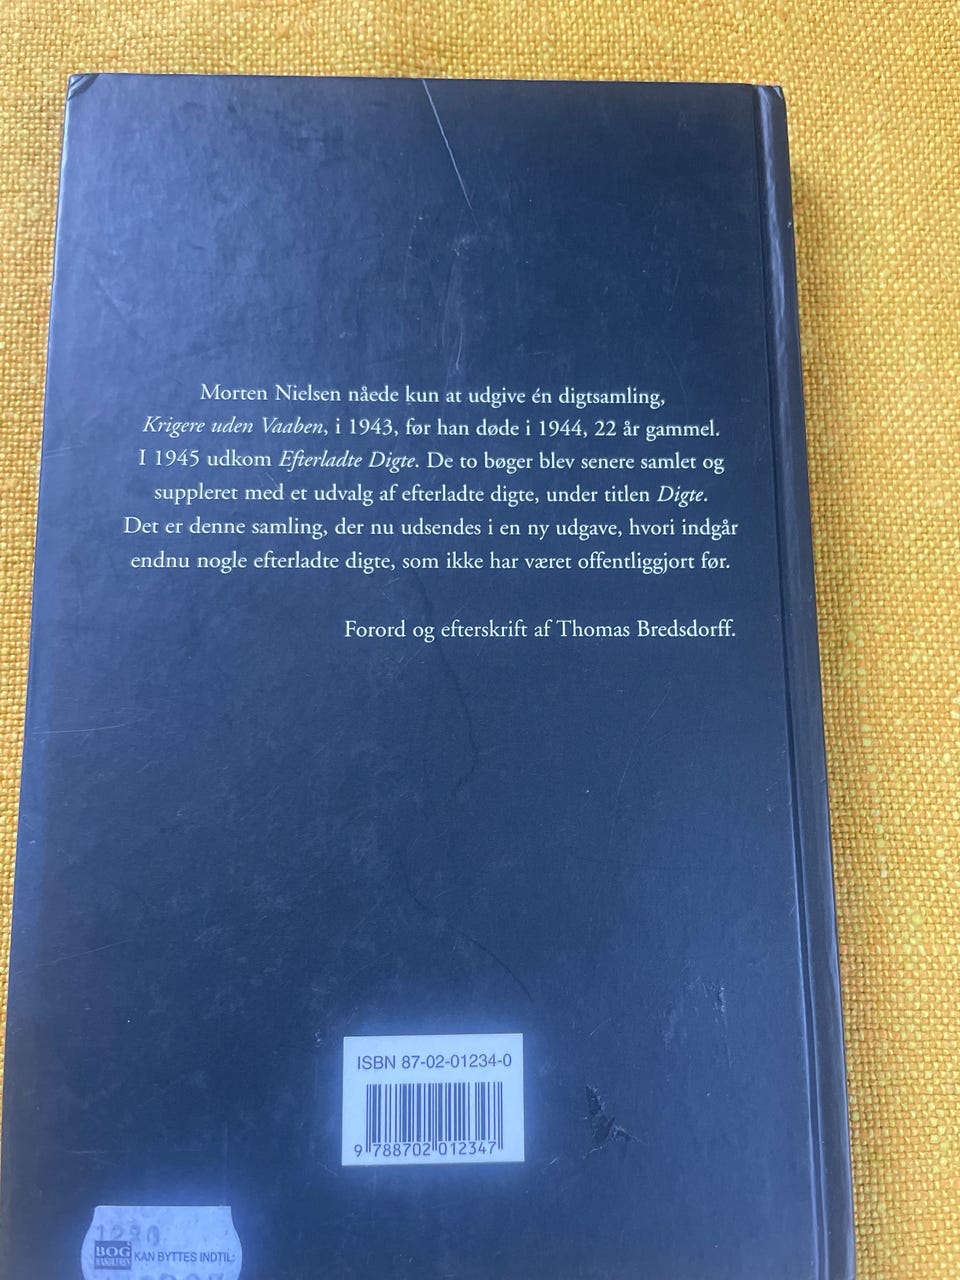 Morten Nielsen nåede kun at udgive én digtsamling,
Krigere uden Vaaben, i 1943, før han døde i 1944, 22 år gammel.
I 1945 udkom Efterladte Digte. De to bøger blev senere samlet og
suppleret med et udvalg af efterladte digte, under titlen Digte.
Det er denne samling, der nu udsendes i en ny udgave, hvori indgår
endnu nogle efterladte digte, som ikke har været offentliggjort før.
Forord og efterskrift af Thomas Bredsdorff.
ISBN 87-02-01234-0
9 788702 012347
BOG
HANDLEREN KAN BYTTES INDTIL: